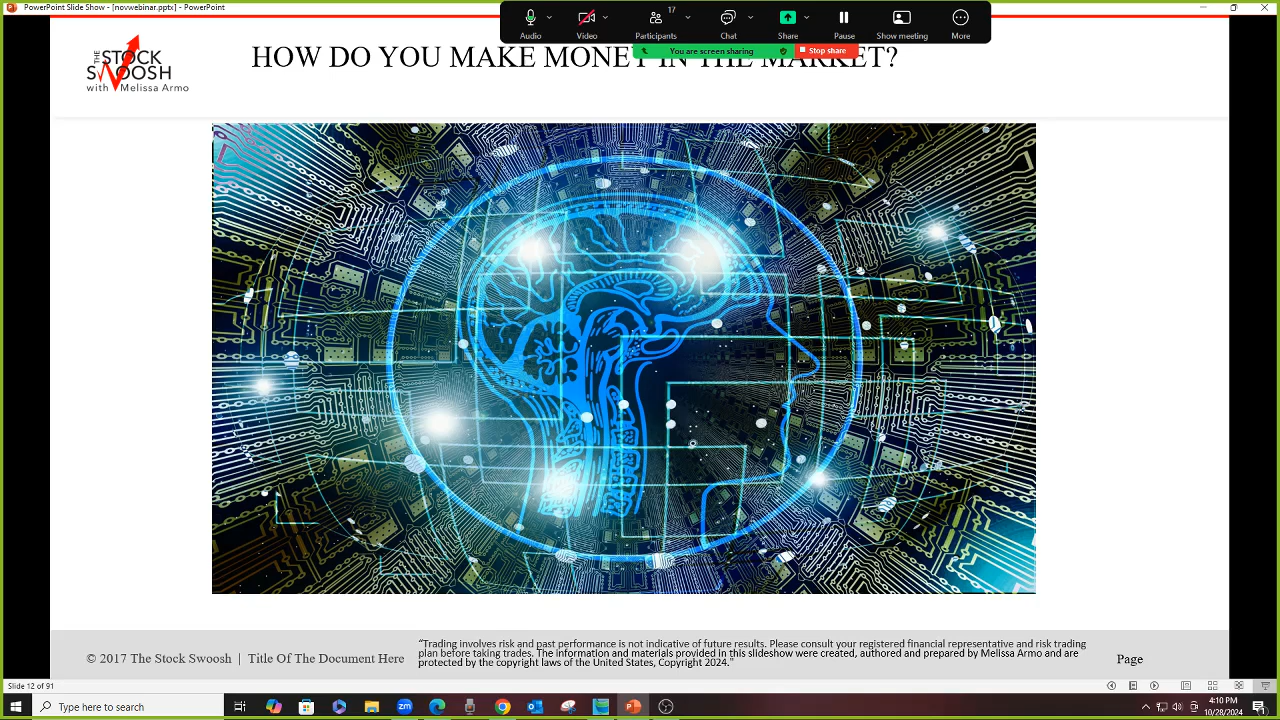 PowerPoint Slide Show - [novwebinar.pptx] - PowerPoint
17
Audio
Video
Participants
Chat
Share
Pause
Show meeting
More
You are screen sharing
Stop share
THE STOCK
SWOOSH
with Melissa Armo
HOW DO YOU MAKE MONEY IN THE MARKET?
© 2017 The Stock Swoosh | Title Of The Document Here
"Trading involves risk and past performance is not indicative of future results. Please consult your registered financial representative and risk trading
plan before taking trades. The information and materials provided in this slideshow were created, authored and prepared by Melissa Armo and are
protected by the copyright laws of the United States, Copyright 2024."
Page
Slide 12 of 91
Type here to search
4:10 PM
10/28/2024
1